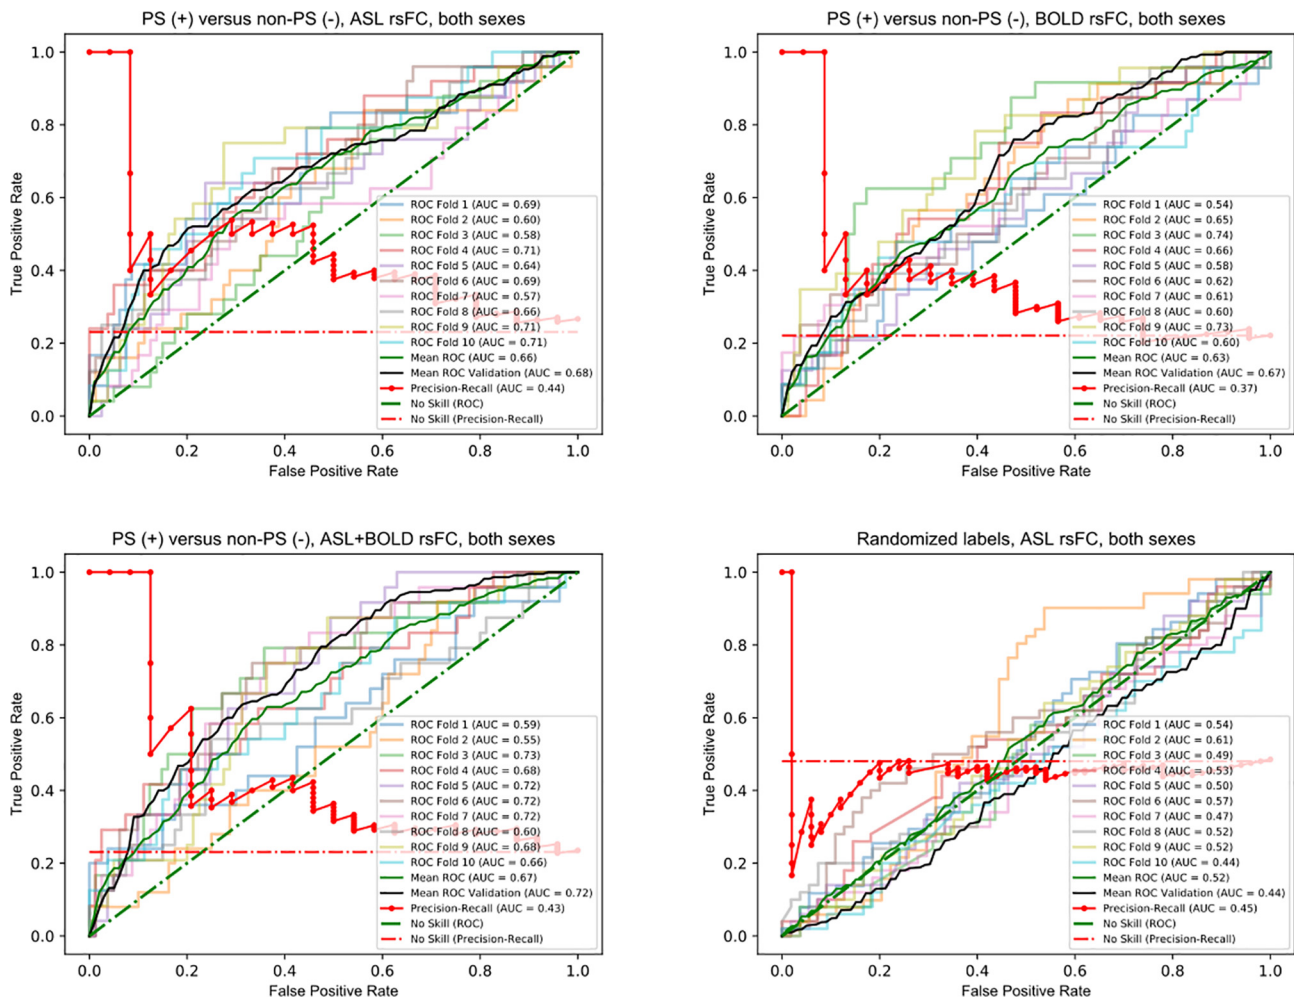 PS (+) versus non-PS (-), ASL rsFC, both sexes
True Positive Rate
1.0
0.8
0.6
0.4
0.2
0.0
ROC Fold 1 (AUC = 0.69)
ROC Fold 2 (AUC = 0.60)
ROC Fold 3 (AUC = 0.58)
ROC Fold 4 (AUC = 0.71)
ROC Fold 5 (AUC = 0.64)
ROC Fold 6 (AUC = 0.69)
ROC Fold 7 (AUC = 0.57)
ROC Fold 8 (AUC = 0.66)
ROC Fold 9 (AUC = 0.71)
ROC Fold 10 (AUC = 0.71)
Mean ROC (AUC = 0.66)
Mean ROC Validation (AUC = 0.68)
Precision-Recall (AUC = 0.44)
No Skill (ROC)
No Skill (Precision-Recall)
0.0 0.2 0.4 0.6 0.8 1.0
False Positive Rate
PS (+) versus non-PS (-), BOLD rsFC, both sexes
True Positive Rate
1.0
0.8
0.6
0.4
0.2
0.0
ROC Fold 1 (AUC = 0.54)
ROC Fold 2 (AUC = 0.65)
ROC Fold 3 (AUC = 0.74)
ROC Fold 4 (AUC = 0.66)
ROC Fold 5 (AUC = 0.58)
ROC Fold 6 (AUC = 0.62)
ROC Fold 7 (AUC = 0.61)
ROC Fold 8 (AUC = 0.60)
ROC Fold 9 (AUC = 0.73)
ROC Fold 10 (AUC = 0.60)
Mean ROC (AUC = 0.63)
Mean ROC Validation (AUC = 0.67)
Precision-Recall (AUC = 0.37)
No Skill (ROC)
No Skill (Precision-Recall)
0.0 0.2 0.4 0.6 0.8 1.0
False Positive Rate
PS (+) versus non-PS (-), ASL+BOLD rsFC, both sexes
True Positive Rate
1.0
0.8
0.6
0.4
0.2
0.0
ROC Fold 1 (AUC = 0.59)
ROC Fold 2 (AUC = 0.55)
ROC Fold 3 (AUC = 0.73)
ROC Fold 4 (AUC = 0.68)
ROC Fold 5 (AUC = 0.72)
ROC Fold 6 (AUC = 0.72)
ROC Fold 7 (AUC = 0.72)
ROC Fold 8 (AUC = 0.60)
ROC Fold 9 (AUC = 0.68)
ROC Fold 10 (AUC = 0.66)
Mean ROC (AUC = 0.67)
Mean ROC Validation (AUC = 0.72)
Precision-Recall (AUC = 0.43)
No Skill (ROC)
No Skill (Precision-Recall)
0.0 0.2 0.4 0.6 0.8 1.0
False Positive Rate
Randomized labels, ASL rsFC, both sexes
True Positive Rate
1.0
0.8
0.6
0.4
0.2
0.0
ROC Fold 1 (AUC = 0.54)
ROC Fold 2 (AUC = 0.61)
ROC Fold 3 (AUC = 0.49)
ROC Fold 4 (AUC = 0.53)
ROC Fold 5 (AUC = 0.50)
ROC Fold 6 (AUC = 0.57)
ROC Fold 7 (AUC = 0.47)
ROC Fold 8 (AUC = 0.52)
ROC Fold 9 (AUC = 0.52)
ROC Fold 10 (AUC = 0.44)
Mean ROC (AUC = 0.52)
Mean ROC Validation (AUC = 0.44)
Precision-Recall (AUC = 0.45)
No Skill (ROC)
No Skill (Precision-Recall)
0.0 0.2 0.4 0.6 0.8 1.0
False Positive Rate